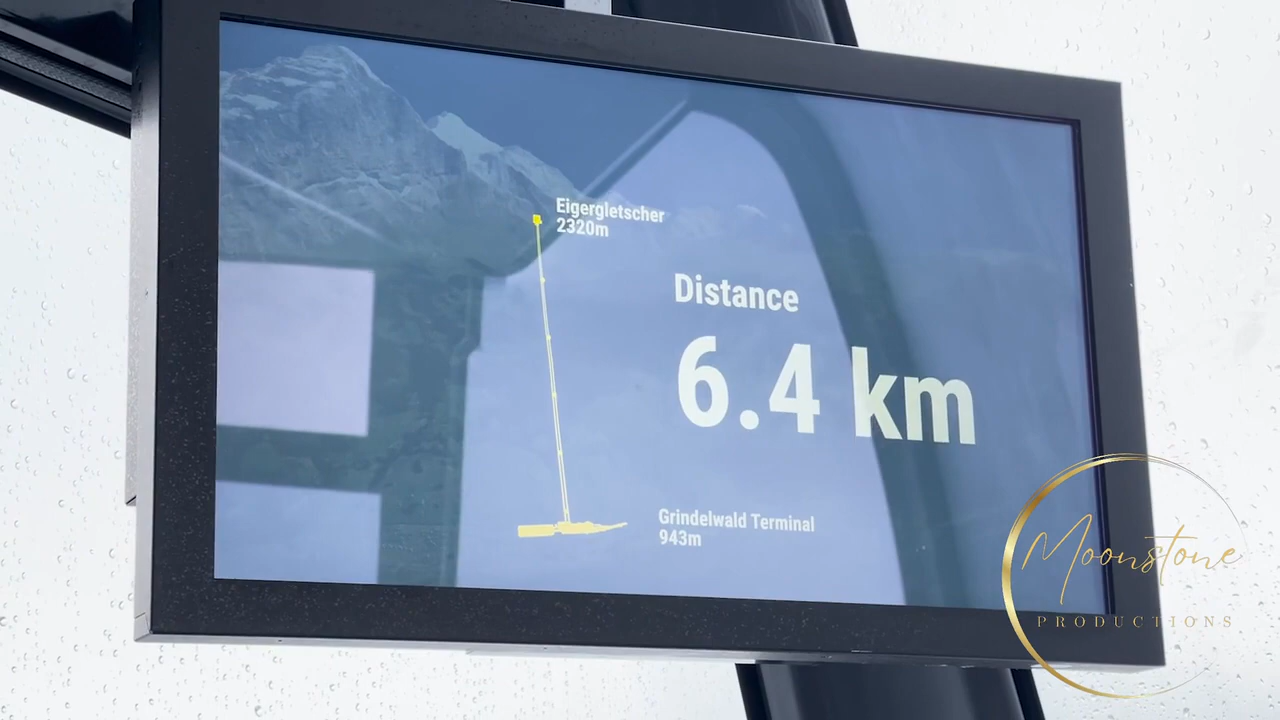 Eigergletscher
2320m
Distance
6.4 km
Grindelwald Terminal
943m
Moonstone
PRODUCTIONS